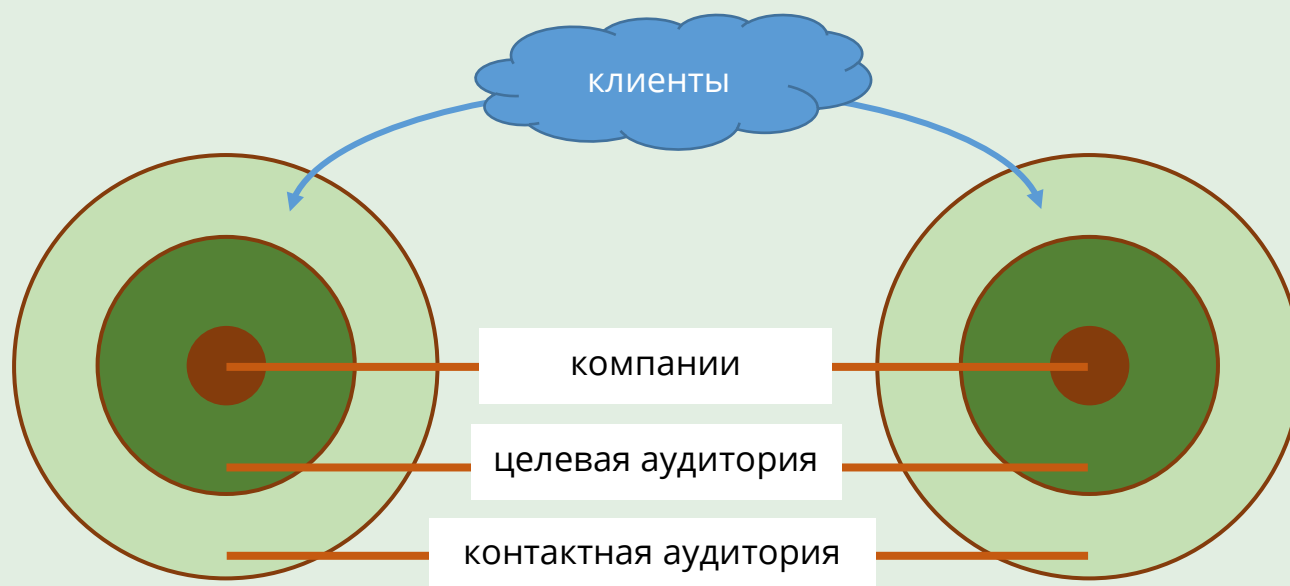 клиенты
компании
целевая аудитория
контактная аудитория